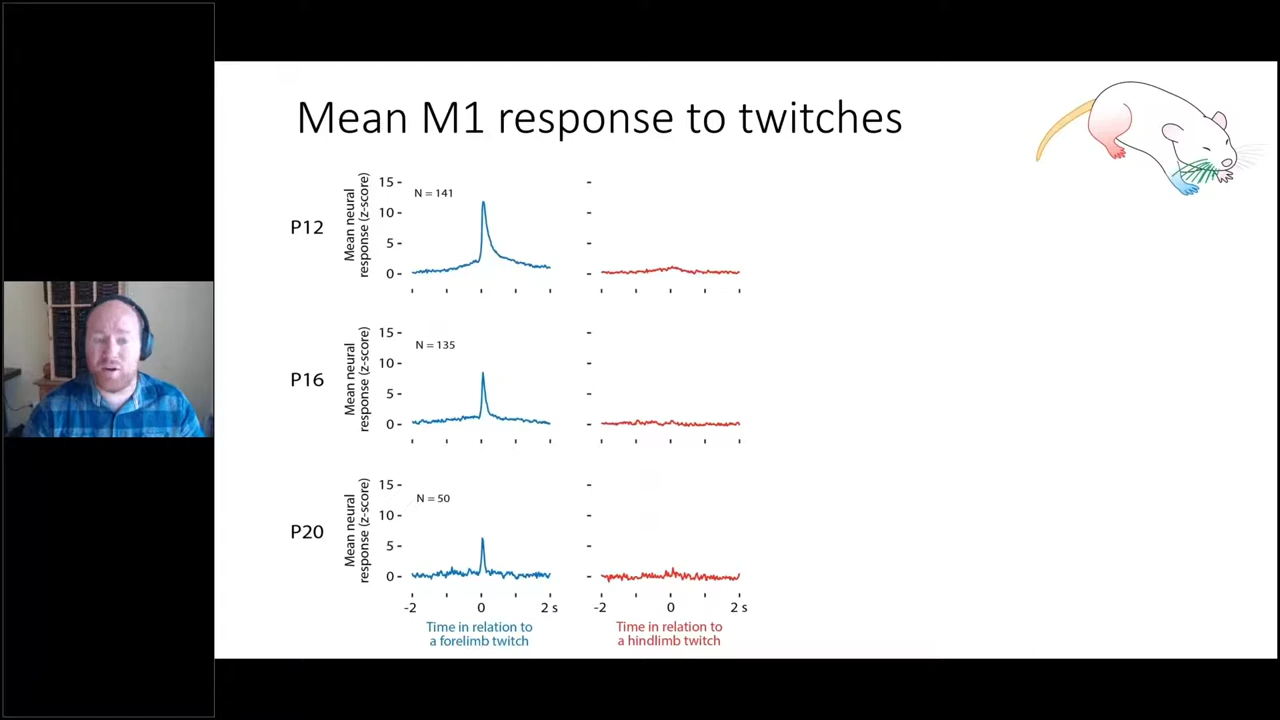 Mean M1 response to twitches
P12
Mean neural
response (z-score)
15
10
5
0
N = 141
P16
Mean neural
response (z-score)
15
10
5
0
N = 135
P20
Mean neural
response (z-score)
15
10
5
0
N = 50
-2 0 2 s
Time in relation to
a forelimb twitch
-2 0 2 s
Time in relation to
a hindlimb twitch